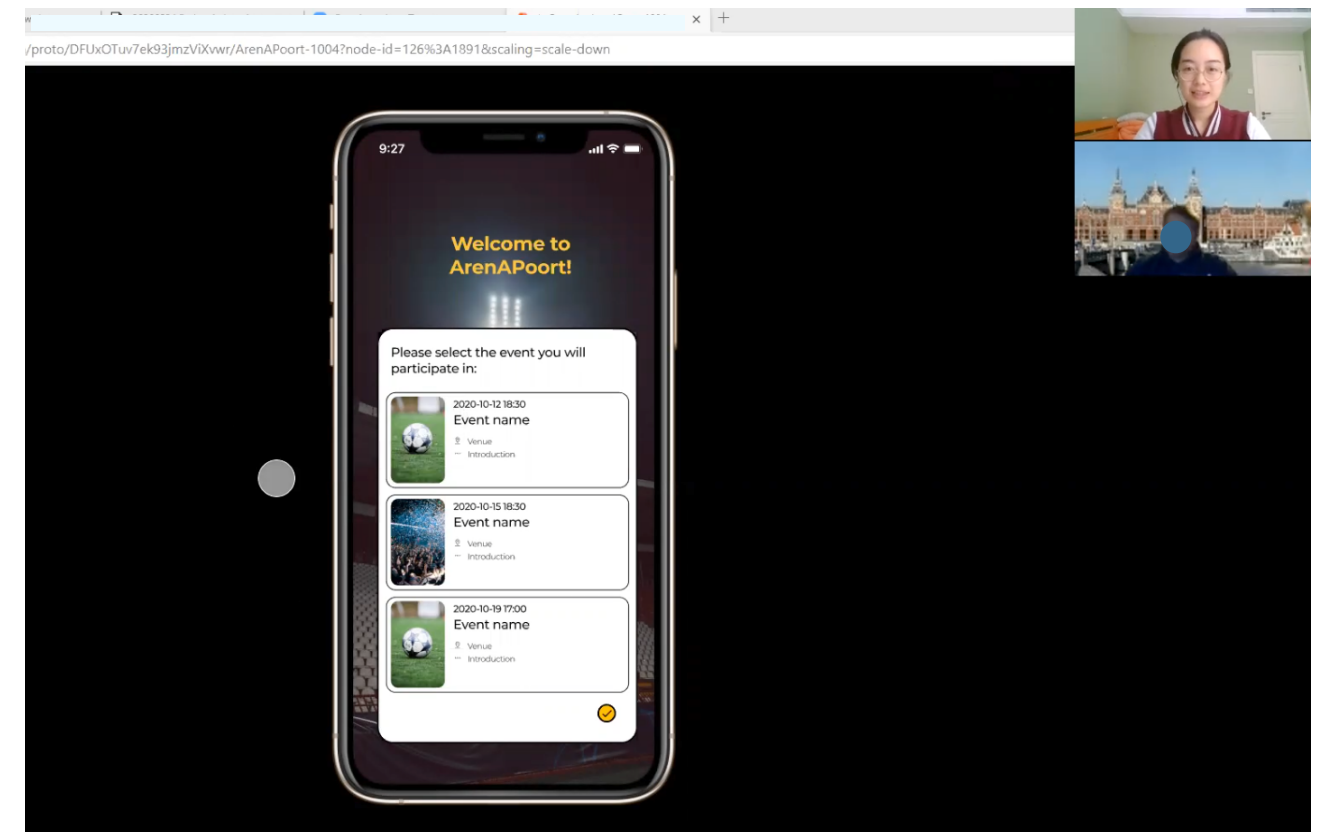 /proto/DFUxOTuv7ek93jmzViXvwr/ArenAPoort-1004?node-id=126%3A1891&scaling=scale-down
9:27
Welcome to
ArenAPoort!
Please select the event you will
participate in:
2020-10-12 18:30
Event name
Venue
Introduction
2020-10-15 18:30
Event name
Venue
Introduction
2020-10-19 17:00
Event name
Venue
Introduction